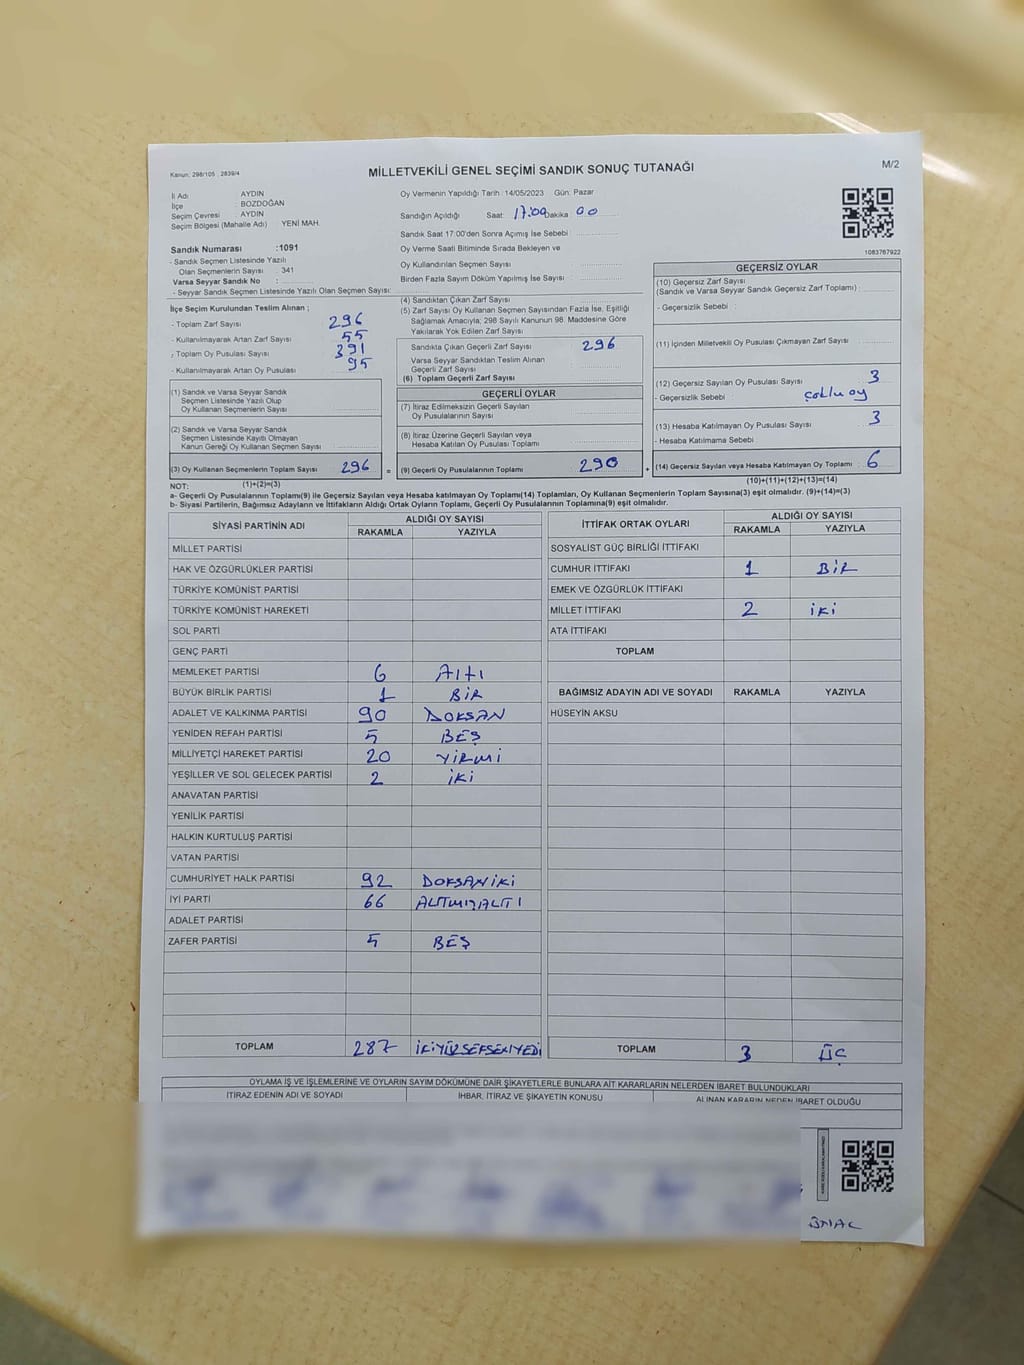 Kanun: 298/105 , 2839/4
MİLLETVEKİLİ GENEL SEÇİMİ SANDIK SONUÇ TUTANAĞI
M/2
İl Adı AYDIN
İlçe : BOZDOĞAN
Seçim Çevresi AYDIN
Seçim Bölgesi (Mahalle Adı) YENİ MAH.
Sandık Numarası :1091
- Sandık Seçmen Listesinde Yazılı
Olan Seçmenlerin Sayısı : 341
Varsa Seyyar Sandık No :
- Seyyar Sandık Seçmen Listesinde Yazılı Olan Seçmen Sayısı:
Oy Vermenin Yapıldığı Tarih : 14/05/2023 Gün: Pazar
Sandığın Açıldığı Saat: 17:00 Dakika 00
Sandık Saat 17:00'den Sonra Açımış İse Sebebi :
Oy Verme Saati Bitiminde Sırada Bekleyen ve
Oy Kullandırılan Seçmen Sayısı
Birden Fazla Sayım Döküm Yapılmış İse Sayısı :
1083767922
İlçe Seçim Kurulundan Teslim Alınan ;
- Toplam Zarf Sayısı 296
- Kullanılmayarak Artan Zarf Sayısı 55
- Toplam Oy Pusulası Sayısı 391
- Kullanılmayarak Artan Oy Pusulası 95
(1) Sandık ve Varsa Seyyar Sandık
Seçmen Listesinde Yazılı Olup
Oy Kullanan Seçmenlerin Sayısı
(2) Sandık ve Varsa Seyyar Sandık
Seçmen Listesinde Kayıtlı Olmayan
Kanun Gereği Oy Kullanan Seçmen Sayısı
(3) Oy Kullanan Seçmenlerin Toplam Sayısı 296 =
(1)+(2)=(3)
(4) Sandıktan Çıkan Zarf Sayısı
(5) Zarf Sayısı Oy Kullanan Seçmen Sayısından Fazla İse, Eşitliği
Sağlamak Amacıyla; 298 Sayılı Kanunun 98. Maddesine Göre
Yakılarak Yok Edilen Zarf Sayısı
Sandıkta Çıkan Geçerli Zarf Sayısı 296
Varsa Seyyar Sandıktan Teslim Alınan
Geçerli Zarf Sayısı
(6) Toplam Geçerli Zarf Sayısı
GEÇERLİ OYLAR
(7) İtiraz Edilmeksizin Geçerli Sayılan
Oy Pusulalarının Sayısı
(8) İtiraz Üzerine Geçerli Sayılan veya
Hesaba Katılan Oy Pusulası Toplamı
(9) Geçerli Oy Pusulalarının Toplamı 290 +
GEÇERSİZ OYLAR
(10) Geçersiz Zarf Sayısı
(Sandık ve Varsa Seyyar Sandık Geçersiz Zarf Toplamı) :
- Geçersizlik Sebebi :
(11) İçinden Milletvekili Oy Pusulası Çıkmayan Zarf Sayısı
(12) Geçersiz Sayılan Oy Pusulası Sayısı 3
- Geçersizlik Sebebi : çoklu oy
(13) Hesaba Katılmayan Oy Pusulası Sayısı 3
- Hesaba Katılmama Sebebi
(14) Geçersiz Sayılan veya Hesaba Katılmayan Oy Toplamı : 6
(10)+(11)+(12)+(13)=(14)
NOT:
a- Geçerli Oy Pusulalarının Toplamı(9) ile Geçersiz Sayılan veya Hesaba katılmayan Oy Toplamı(14) Toplamları, Oy Kullanan Seçmenlerin Toplam Sayısına(3) eşit olmalıdır. (9)+(14)=(3)
b- Siyasi Partilerin, Bağımsız Adayların ve İttifakların Aldığı Ortak Oyların Toplamı, Geçerli Oy Pusulalarının Toplamına(9) eşit olmalıdır.
SİYASİ PARTİNİN ADI ALDIĞI OY SAYISI
RAKAMLA YAZIYLA
MİLLET PARTİSİ
HAK VE ÖZGÜRLÜKLER PARTİSİ
TÜRKİYE KOMÜNİST PARTİSİ
TÜRKİYE KOMÜNİST HAREKETİ
SOL PARTİ
GENÇ PARTİ
MEMLEKET PARTİSİ 6 Altı
BÜYÜK BİRLİK PARTİSİ 1 BİR
ADALET VE KALKINMA PARTİSİ 90 DOKSAN
YENİDEN REFAH PARTİSİ 5 BEŞ
MİLLİYETÇİ HAREKET PARTİSİ 20 YİRMİ
YEŞİLLER VE SOL GELECEK PARTİSİ 2 İKİ
ANAVATAN PARTİSİ
YENİLİK PARTİSİ
HALKIN KURTULUŞ PARTİSİ
VATAN PARTİSİ
CUMHURİYET HALK PARTİSİ 92 DOKSANİKİ
İYİ PARTİ 66 ALTMIŞALTI
ADALET PARTİSİ
ZAFER PARTİSİ 5 BEŞ
TOPLAM 287 İKİYÜZSEKSENYEDİ
İTTİFAK ORTAK OYLARI ALDIĞI OY SAYISI
RAKAMLA YAZIYLA
SOSYALİST GÜÇ BİRLİĞİ İTTİFAKI
CUMHUR İTTİFAKI 1 BİR
EMEK VE ÖZGÜRLÜK İTTİFAKI
MİLLET İTTİFAKI 2 İKİ
ATA İTTİFAKI
TOPLAM
BAĞIMSIZ ADAYIN ADI VE SOYADI RAKAMLA YAZIYLA
HÜSEYİN AKSU
TOPLAM 3 ÜÇ
OYLAMA İŞ VE İŞLEMLERİNE VE OYLARIN SAYIM DÖKÜMÜNE DAİR ŞİKAYETLERLE BUNLARA AİT KARARLARIN NELERDEN İBARET BULUNDUKLARI
İTİRAZ EDENİN ADI VE SOYADI İHBAR, İTİRAZ VE ŞİKAYETİN KONUSU ALINAN KARARIN NEDEN İBARET OLDUĞU